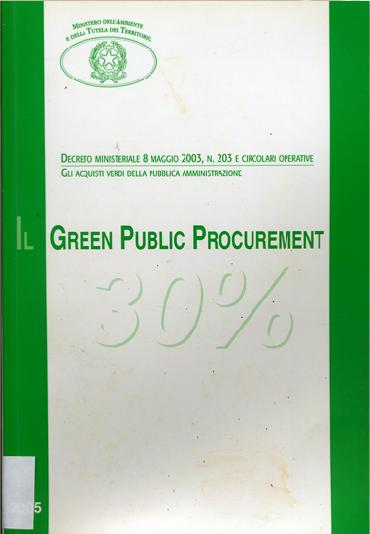 MINISTERO DELL'AMBIENTE
E DELLA TUTELA DEL TERRITORIO
DECRETO MINISTERIALE 8 MAGGIO 2003, N. 203 E CIRCOLARI OPERATIVE
GLI ACQUISTI VERDI DELLA PUBBLICA AMMINISTRAZIONE
IL GREEN PUBLIC PROCUREMENT
30%
2005